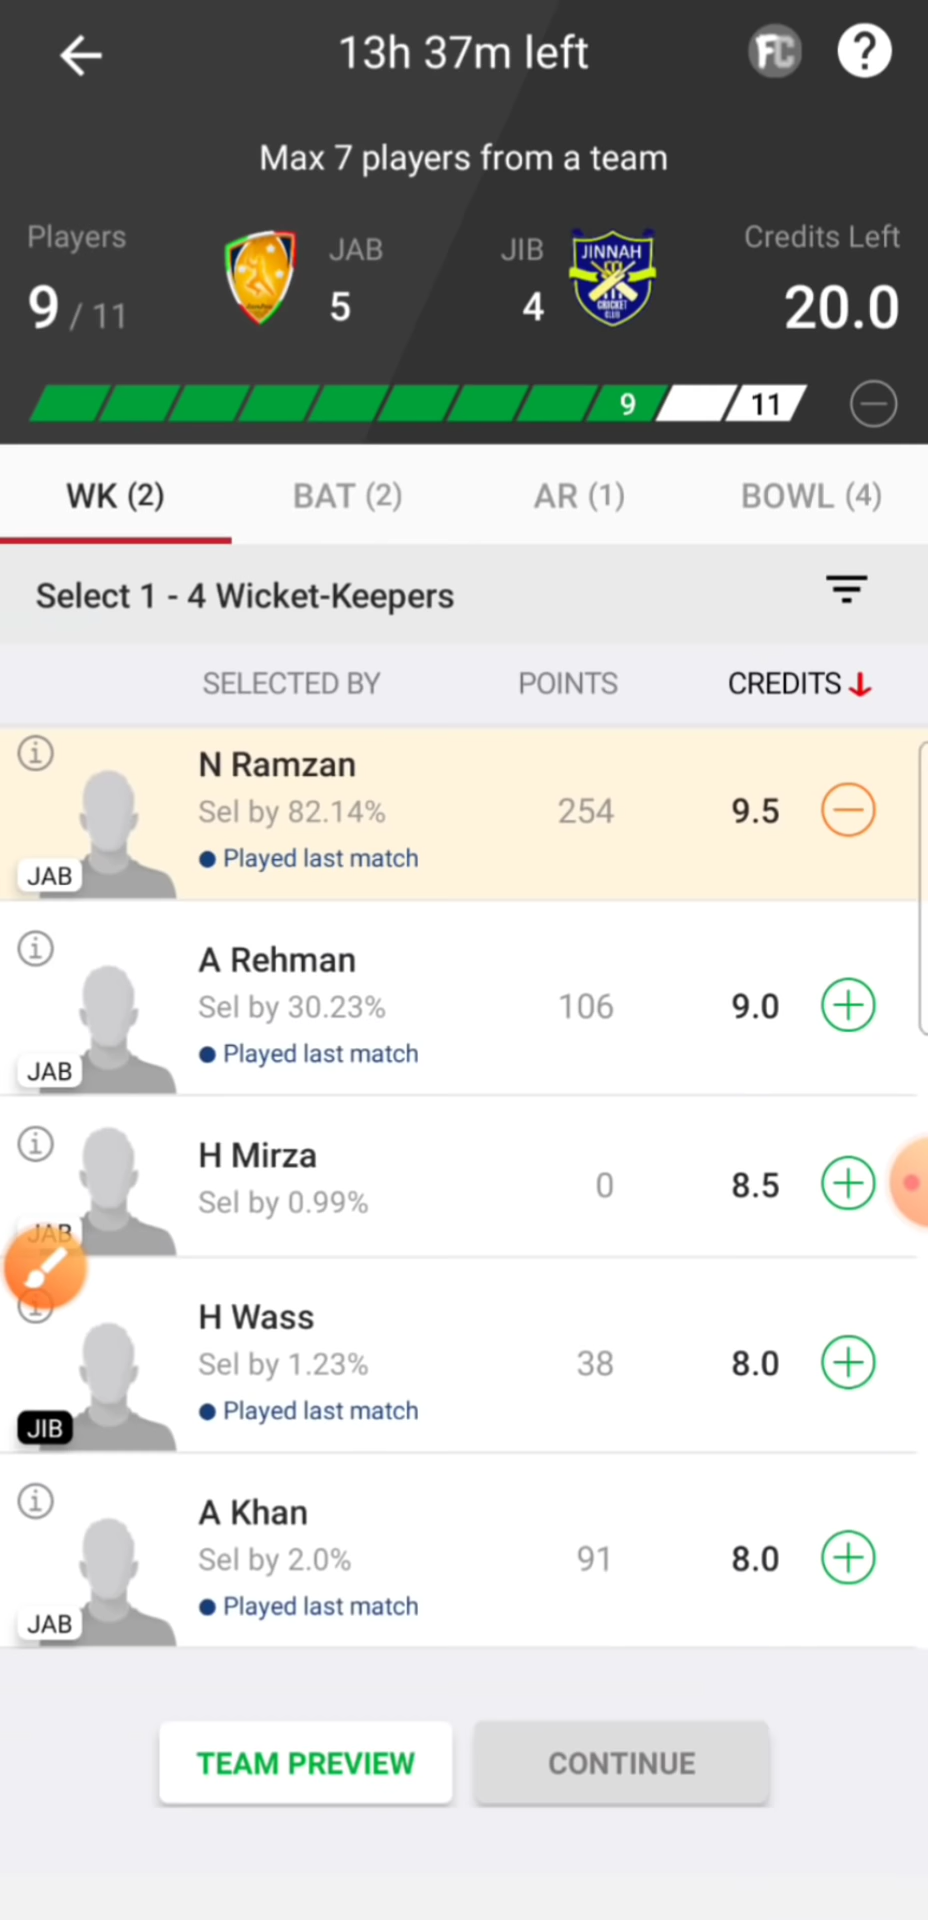 13h 37m left
FC
?
Max 7 players from a team
Players
JAB
JIB
JINNAH
CRICKET
CLUB
Credits Left
9 / 11
5
4
20.0
9
11
WK (2)
BAT (2)
AR (1)
BOWL (4)
Select 1 - 4 Wicket-Keepers
SELECTED BY
POINTS
CREDITS
N Ramzan
Sel by 82.14%
254
9.5
Played last match
JAB
A Rehman
Sel by 30.23%
106
9.0
Played last match
JAB
H Mirza
Sel by 0.99%
0
8.5
JAB
H Wass
Sel by 1.23%
38
8.0
Played last match
JIB
A Khan
Sel by 2.0%
91
8.0
Played last match
JAB
TEAM PREVIEW
CONTINUE